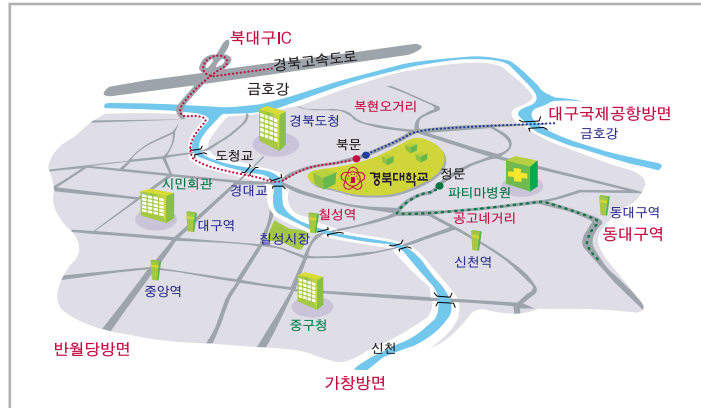 북대구IC
경북고속도로
금호강
복현오거리
대구국제공항방면
금호강
경북도청
북문
도청교
경북대학교
정문
시민회관
경대교
파티마병원
칠성역
동대구역
대구역
공고네거리
동대구역
칠성시장
신천역
중앙역
중구청
반월당방면
신천
가창방면